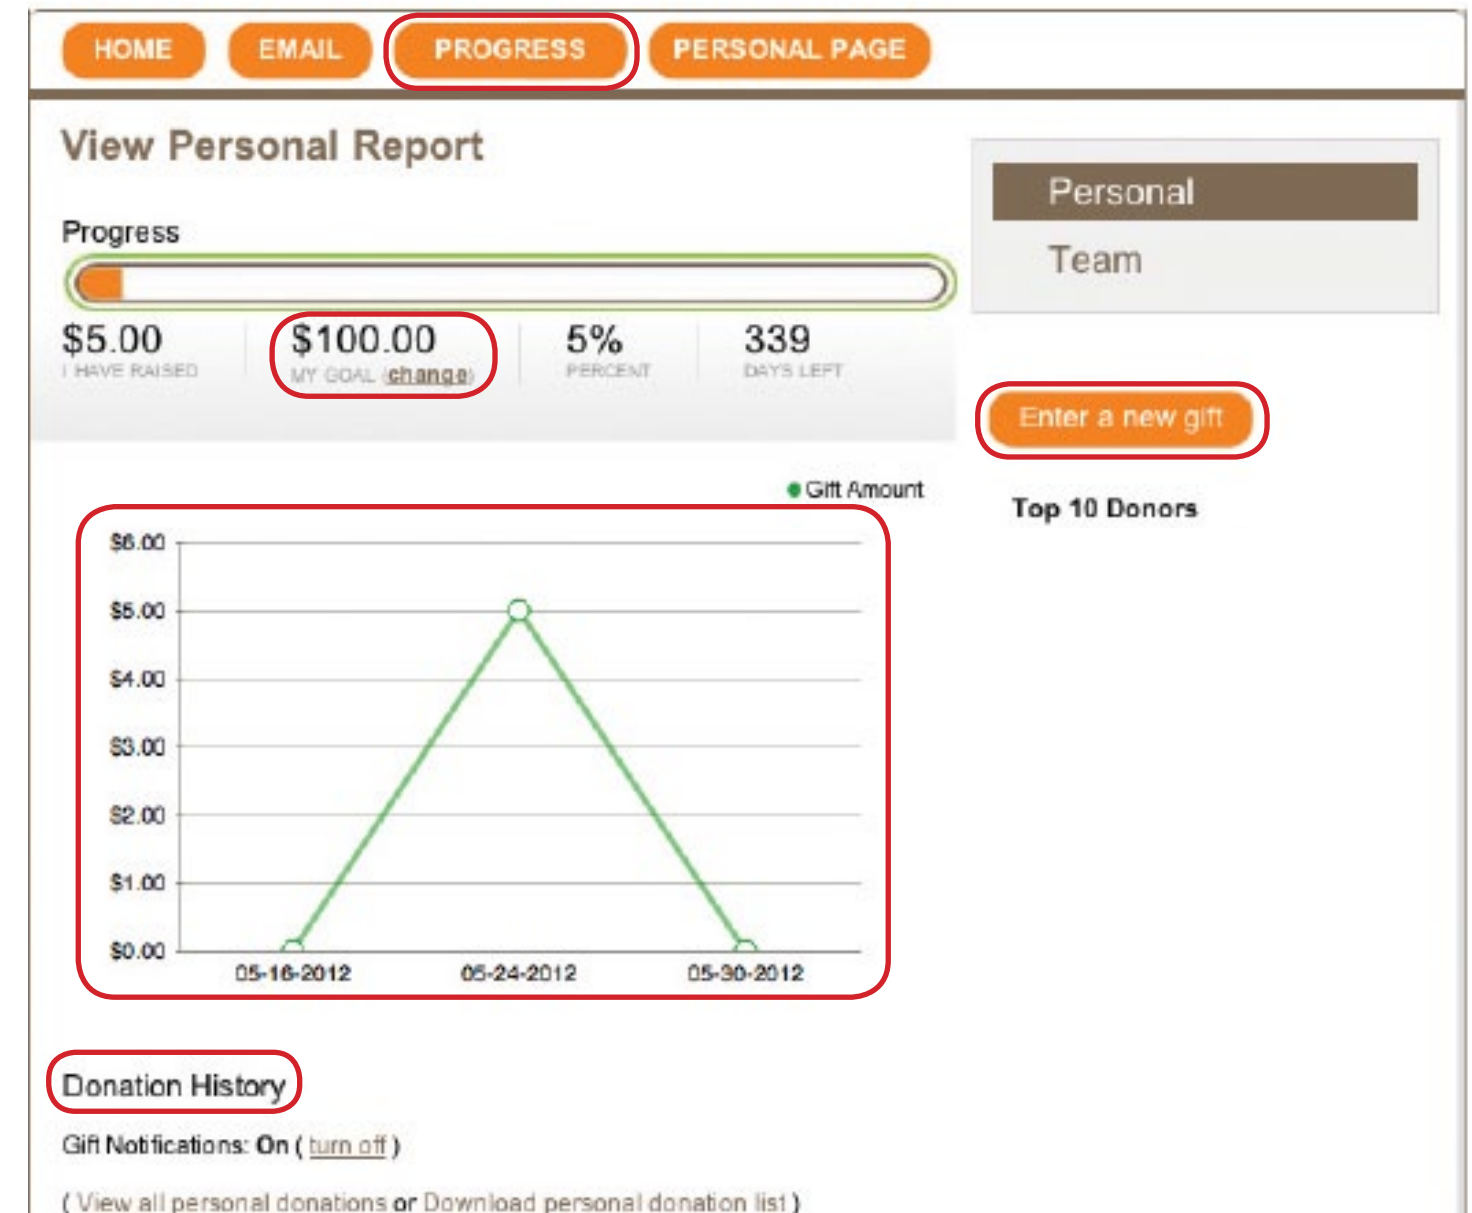 HOME EMAIL PROGRESS PERSONAL PAGE
View Personal Report
Personal
Team
Progress
$5.00 $100.00 5% 339
I HAVE RAISED MY GOAL (change) PERCENT DAYS LEFT
Enter a new gift
Top 10 Donors
Gift Amount
$6.00
$5.00
$4.00
$3.00
$2.00
$1.00
$0.00
05-16-2012 05-24-2012 05-30-2012
Donation History
Gift Notifications: On ( turn off )
( View all personal donations or Download personal donation list )